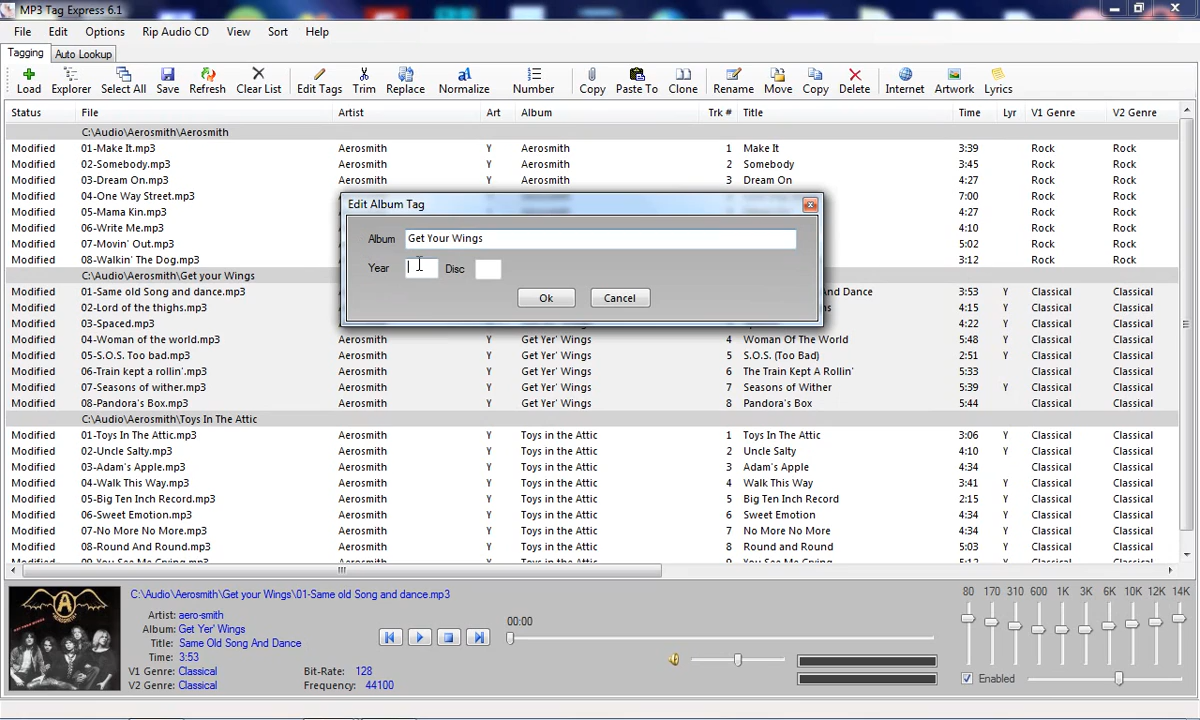 MP3 Tag Express 6.1
File Edit Options Rip Audio CD View Sort Help
Tagging Auto Lookup
Load Explorer Select All Save Refresh Clear List Edit Tags Trim Replace Normalize Number Copy Paste To Clone Rename Move Copy Delete Internet Artwork Lyrics
Status File Artist Art Album Trk # Title Time Lyr V1 Genre V2 Genre
C:\Audio\Aerosmith\Aerosmith
Modified 01-Make It.mp3 Aerosmith Y Aerosmith 1 Make It 3:39 Rock Rock
Modified 02-Somebody.mp3 Aerosmith Y Aerosmith 2 Somebody 3:45 Rock Rock
Modified 03-Dream On.mp3 Aerosmith Y Aerosmith 3 Dream On 4:27 Rock Rock
Modified 04-One Way Street.mp3 7:00 Rock Rock
Modified 05-Mama Kin.mp3 4:27 Rock Rock
Modified 06-Write Me.mp3 4:10 Rock Rock
Modified 07-Movin' Out.mp3 5:02 Rock Rock
Modified 08-Walkin' The Dog.mp3 3:12 Rock Rock
C:\Audio\Aerosmith\Get your Wings
Modified 01-Same old Song and dance.mp3 And Dance 3:53 Y Classical Classical
Modified 02-Lord of the thighs.mp3 4:15 Y Classical Classical
Modified 03-Spaced.mp3 4:22 Y Classical Classical
Modified 04-Woman of the world.mp3 Aerosmith Y Get Yer' Wings 4 Woman Of The World 5:48 Y Classical Classical
Modified 05-S.O.S. Too bad.mp3 Aerosmith Y Get Yer' Wings 5 S.O.S. (Too Bad) 2:51 Y Classical Classical
Modified 06-Train kept a rollin'.mp3 Aerosmith Y Get Yer' Wings 6 The Train Kept A Rollin' 5:33 Classical Classical
Modified 07-Seasons of wither.mp3 Aerosmith Y Get Yer' Wings 7 Seasons of Wither 5:39 Y Classical Classical
Modified 08-Pandora's Box.mp3 Aerosmith Y Get Yer' Wings 8 Pandora's Box 5:44 Classical Classical
C:\Audio\Aerosmith\Toys In The Attic
Modified 01-Toys In The Attic.mp3 Aerosmith Y Toys in the Attic 1 Toys In The Attic 3:06 Y Classical Classical
Modified 02-Uncle Salty.mp3 Aerosmith Y Toys in the Attic 2 Uncle Salty 4:10 Y Classical Classical
Modified 03-Adam's Apple.mp3 Aerosmith Y Toys in the Attic 3 Adam's Apple 4:34 Classical Classical
Modified 04-Walk This Way.mp3 Aerosmith Y Toys in the Attic 4 Walk This Way 3:41 Y Classical Classical
Modified 05-Big Ten Inch Record.mp3 Aerosmith Y Toys in the Attic 5 Big Ten Inch Record 2:15 Y Classical Classical
Modified 06-Sweet Emotion.mp3 Aerosmith Y Toys in the Attic 6 Sweet Emotion 4:34 Y Classical Classical
Modified 07-No More No More.mp3 Aerosmith Y Toys in the Attic 7 No More No More 4:34 Y Classical Classical
Modified 08-Round And Round.mp3 Aerosmith Y Toys in the Attic 8 Round and Round 5:03 Y Classical Classical
Modified 09-You See Me Crying.mp3 Aerosmith Y Toys in the Attic 9 You See Me Crying 5:12 Y Classical Classical
Edit Album Tag
Album Get Your Wings
Year Disc
Ok Cancel
C:\Audio\Aerosmith\Get your Wings\01-Same old Song and dance.mp3
Artist: aero-smith
Album: Get Yer' Wings
Title: Same Old Song And Dance
Time: 3:53
V1 Genre: Classical Bit-Rate: 128
V2 Genre: Classical Frequency: 44100
00:00
80 170 310 600 1K 3K 6K 10K 12K 14K
Enabled